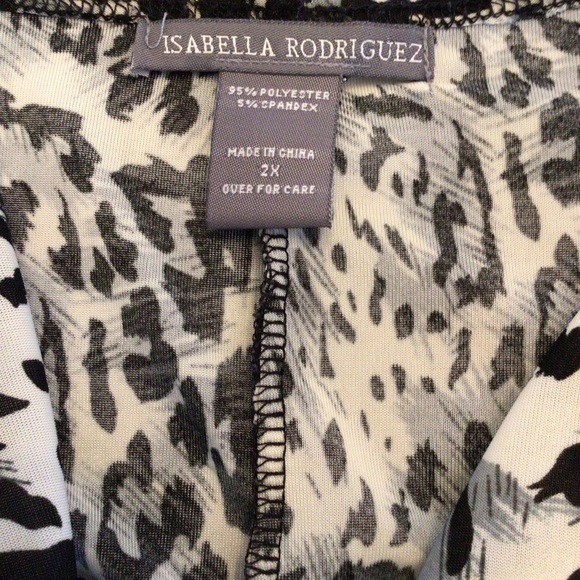 ISABELLA RODRIGUEZ
95% POLYESTER
5% SPANDEX
MADE IN CHINA
2X
OVER FOR CARE